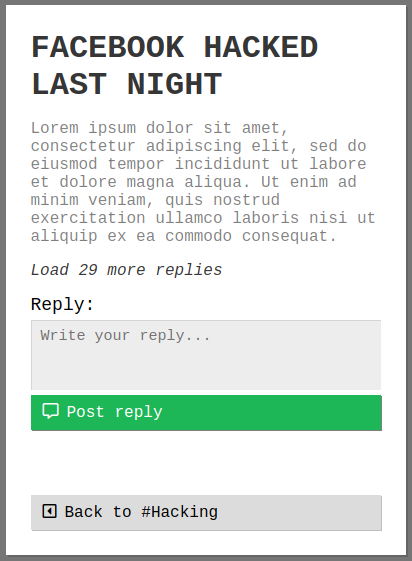 FACEBOOK HACKED
LAST NIGHT
Lorem ipsum dolor sit amet,
consectetur adipiscing elit, sed do
eiusmod tempor incididunt ut labore
et dolore magna aliqua. Ut enim ad
minim veniam, quis nostrud
exercitation ullamco laboris nisi ut
aliquip ex ea commodo consequat.
Load 29 more replies
Reply:
Write your reply...
Post reply
Back to #Hacking